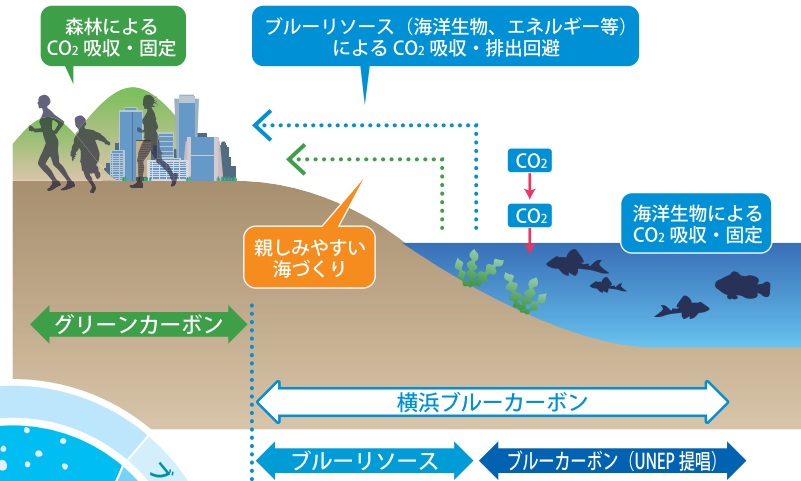 森林による
CO2 吸収・固定
ブルーリソース（海洋生物、エネルギー等）
による CO2 吸収・排出回避
CO2
CO2
海洋生物による
CO2 吸収・固定
親しみやすい
海づくり
グリーンカーボン
横浜ブルーカーボン
ブルーリソース
ブルーカーボン（UNEP 提唱）